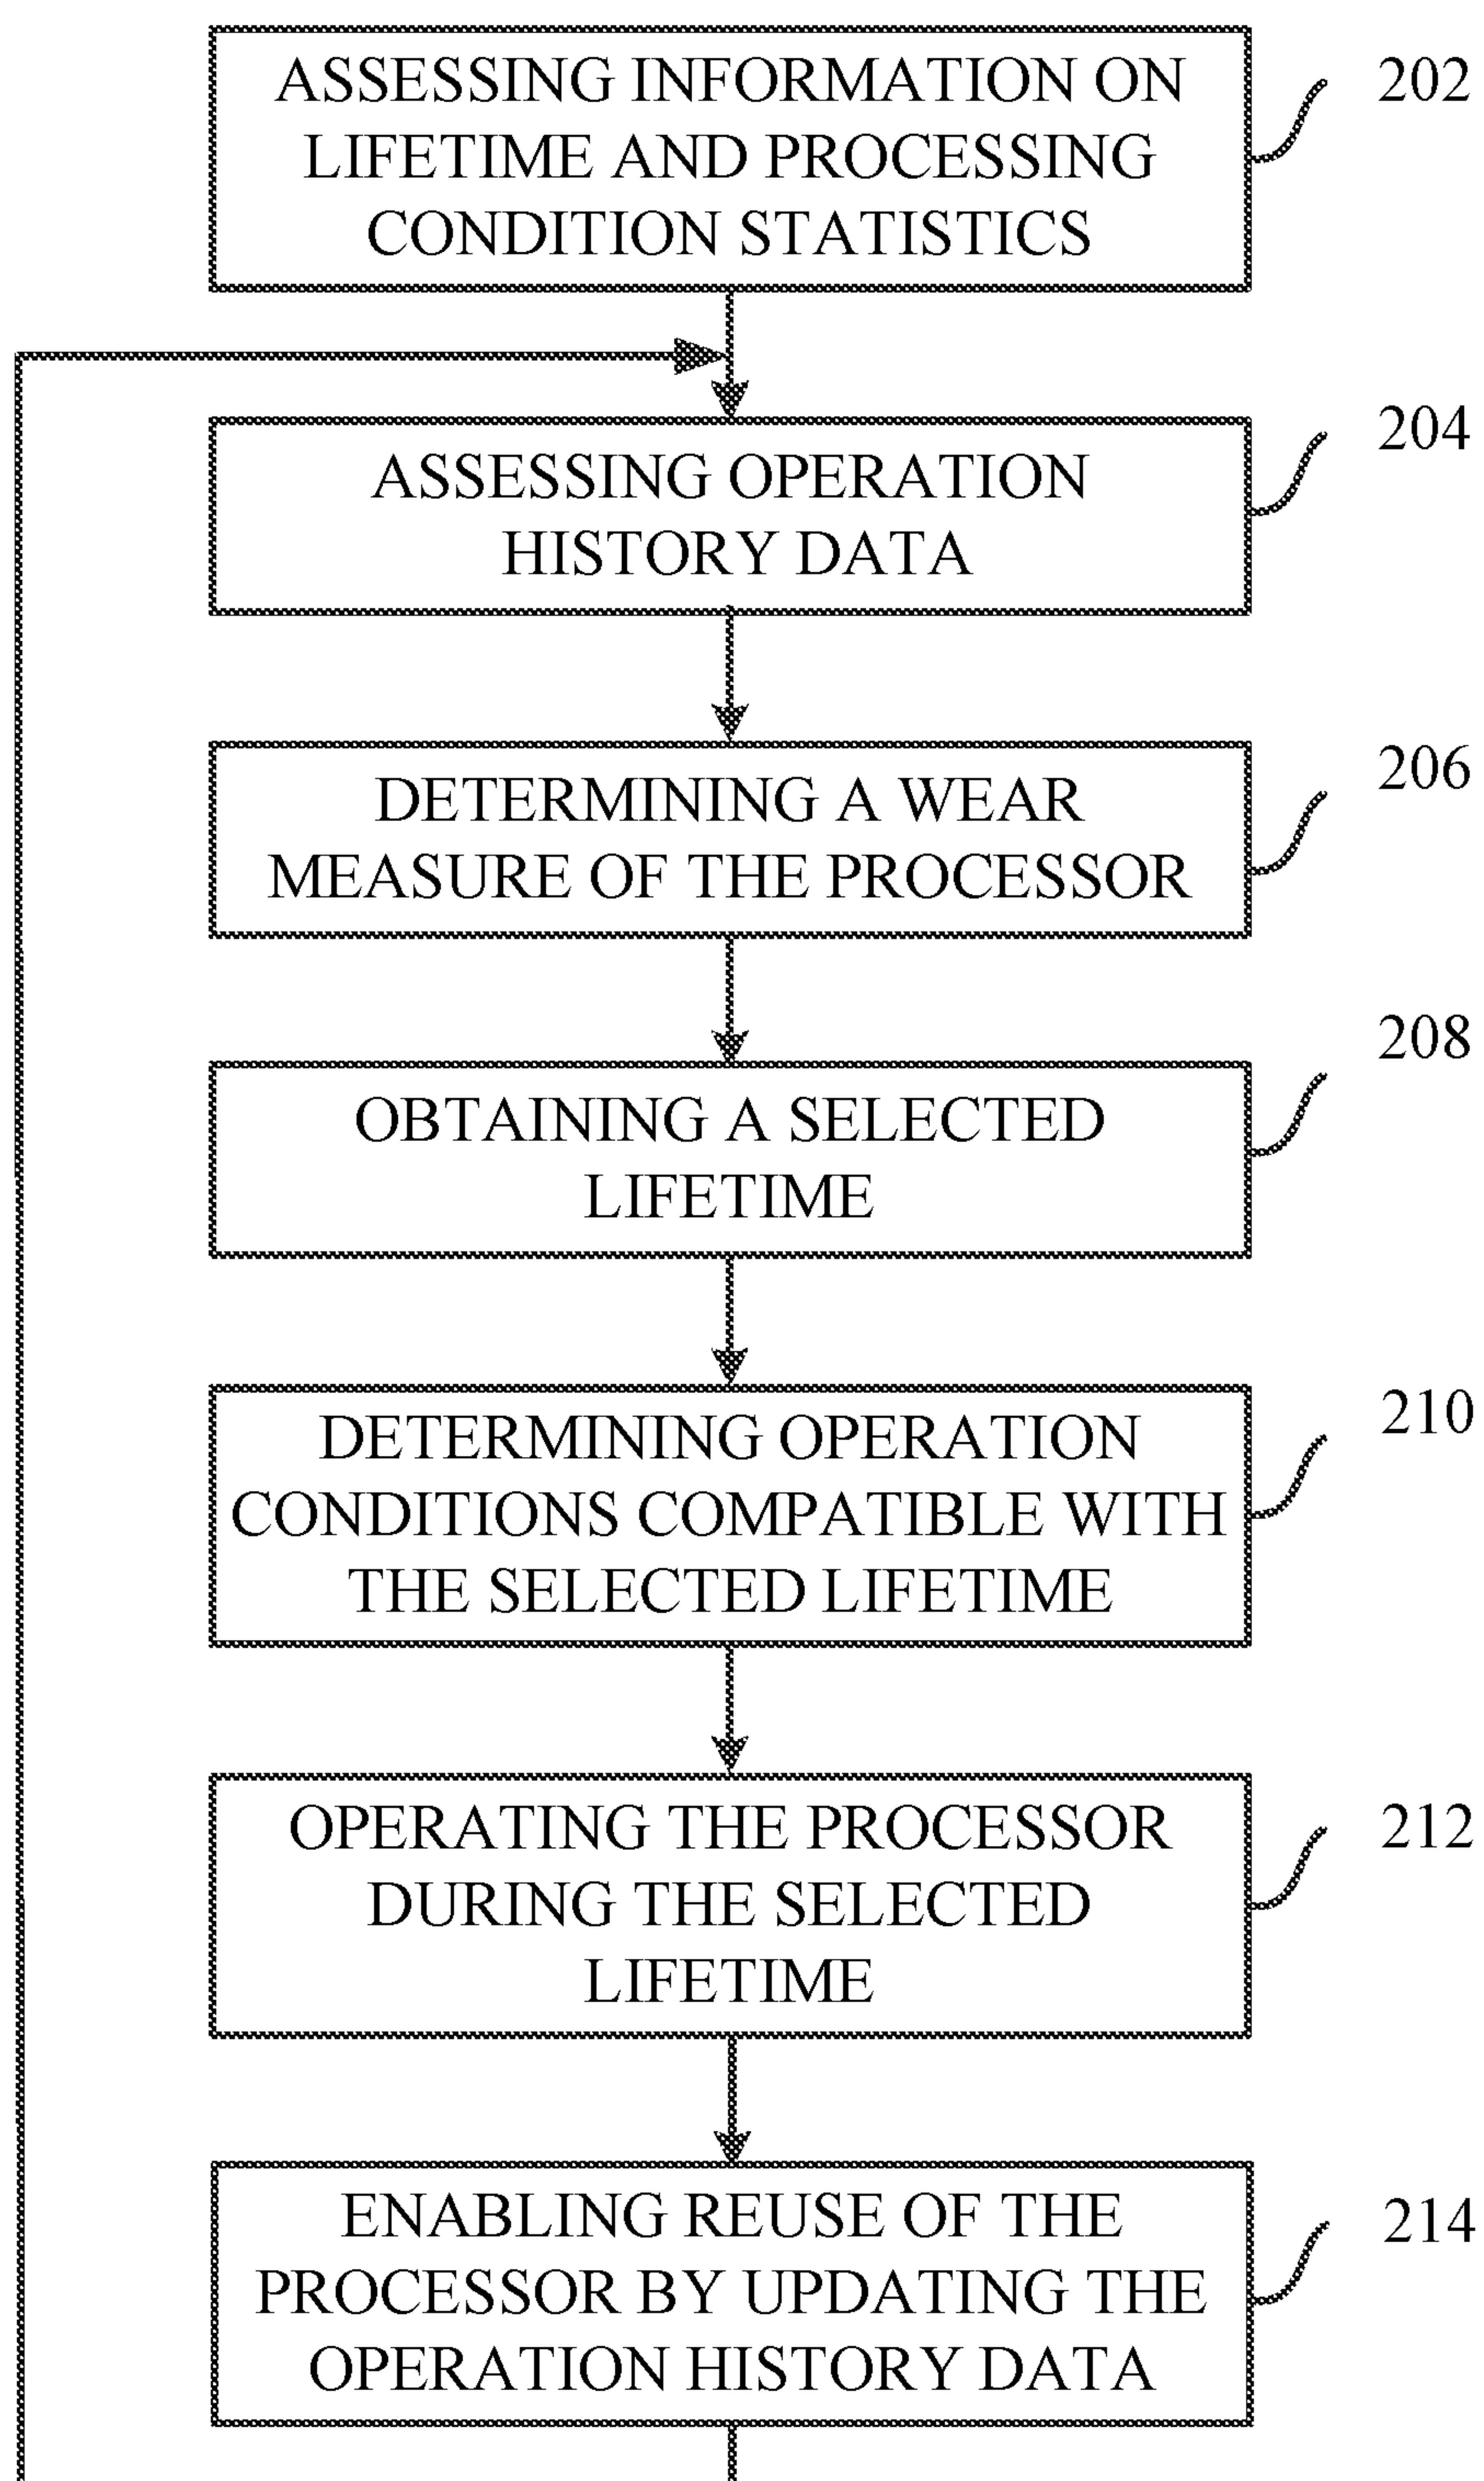 ASSESSING INFORMATION ON
LIFETIME AND PROCESSING
CONDITION STATISTICS
202
ASSESSING OPERATION
HISTORY DATA
204
DETERMINING A WEAR
MEASURE OF THE PROCESSOR
206
OBTAINING A SELECTED
LIFETIME
208
DETERMINING OPERATION
CONDITIONS COMPATIBLE WITH
THE SELECTED LIFETIME
210
OPERATING THE PROCESSOR
DURING THE SELECTED
LIFETIME
212
ENABLING REUSE OF THE
PROCESSOR BY UPDATING THE
OPERATION HISTORY DATA
214